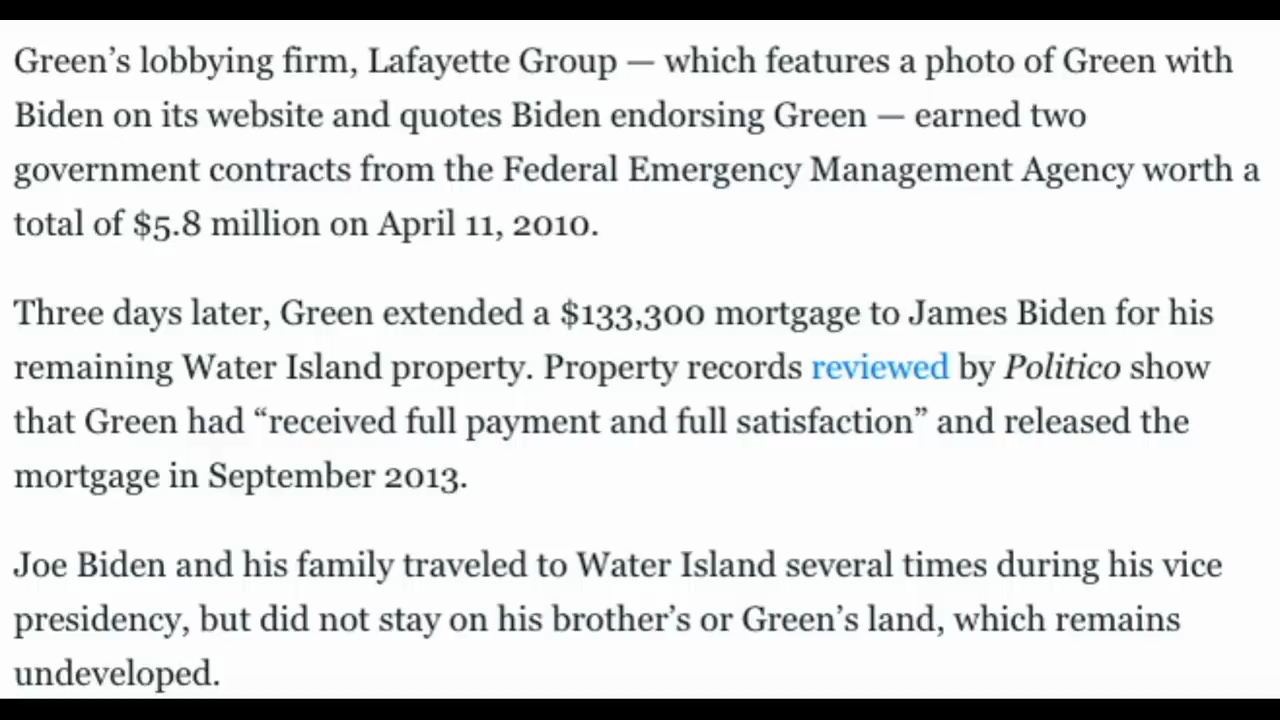 Green’s lobbying firm, Lafayette Group — which features a photo of Green with
Biden on its website and quotes Biden endorsing Green — earned two
government contracts from the Federal Emergency Management Agency worth a
total of $5.8 million on April 11, 2010.
Three days later, Green extended a $133,300 mortgage to James Biden for his
remaining Water Island property. Property records reviewed by Politico show
that Green had “received full payment and full satisfaction” and released the
mortgage in September 2013.
Joe Biden and his family traveled to Water Island several times during his vice
presidency, but did not stay on his brother’s or Green’s land, which remains
undeveloped.